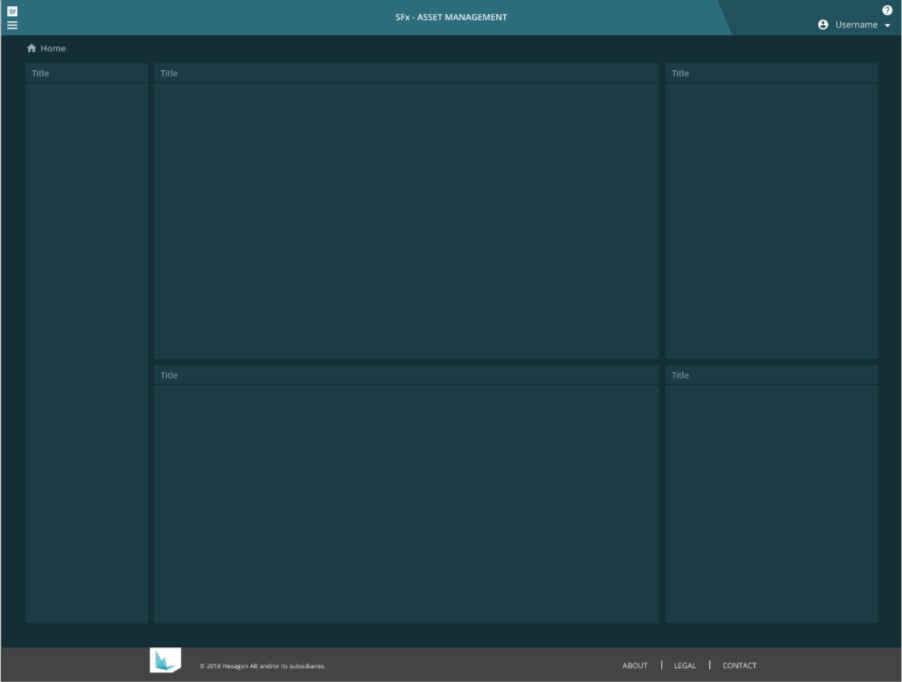 SF
SFx - ASSET MANAGEMENT
?
Username
Home
Title
Title
Title
Title
Title
© 2018 Hexagon AB and/or its subsidiaries.
ABOUT | LEGAL | CONTACT